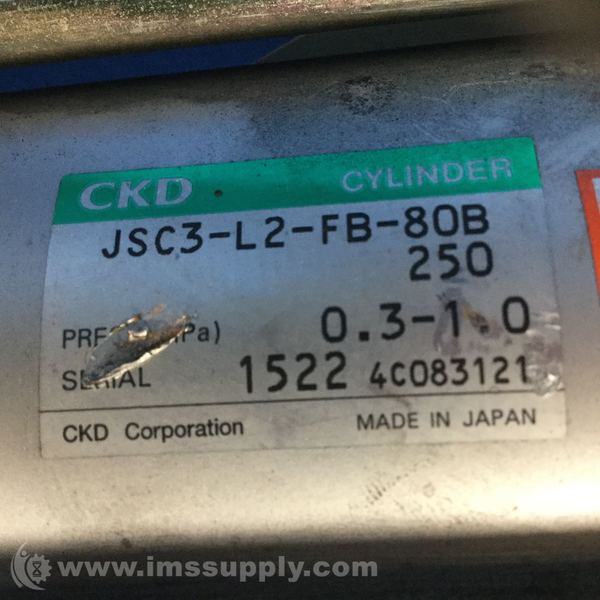 CKD CYLINDER
JSC3-L2-FB-80B
250
Pa) 0.3-1.0
SERIAL 1522 4C083121
CKD Corporation MADE IN JAPAN
www.imssupply.com